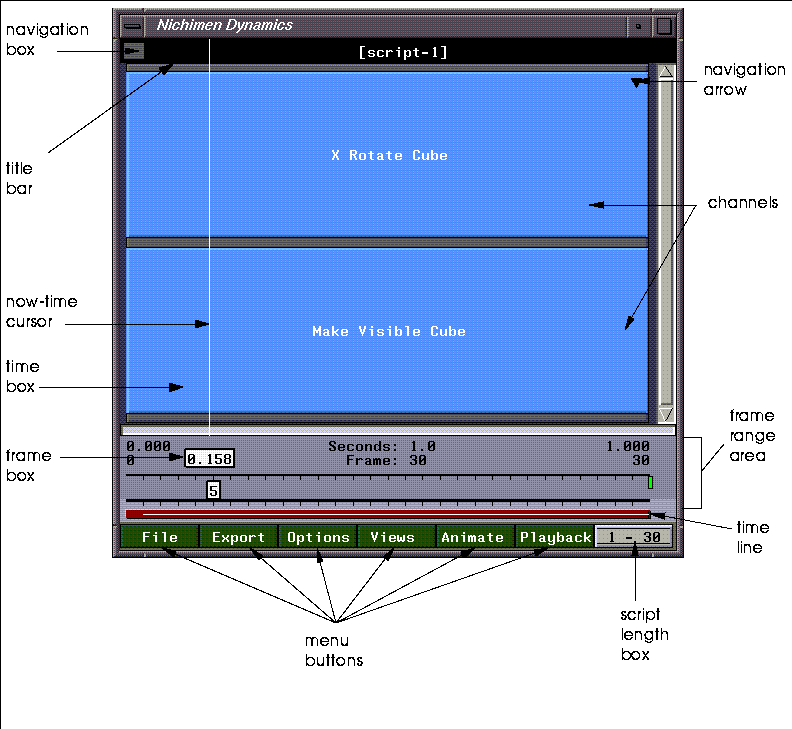 Nichimen Dynamics
navigation
box
[script-1]
navigation
arrow
X Rotate Cube
title
bar
channels
now-time
cursor
Make Visible Cube
time
box
frame
range
area
0.000
Seconds: 1.0
1.000
frame
box
0
0.158
Frame: 30
30
5
time
line
File
Export
Options
Views
Animate
Playback
1 - 30
menu
buttons
script
length
box